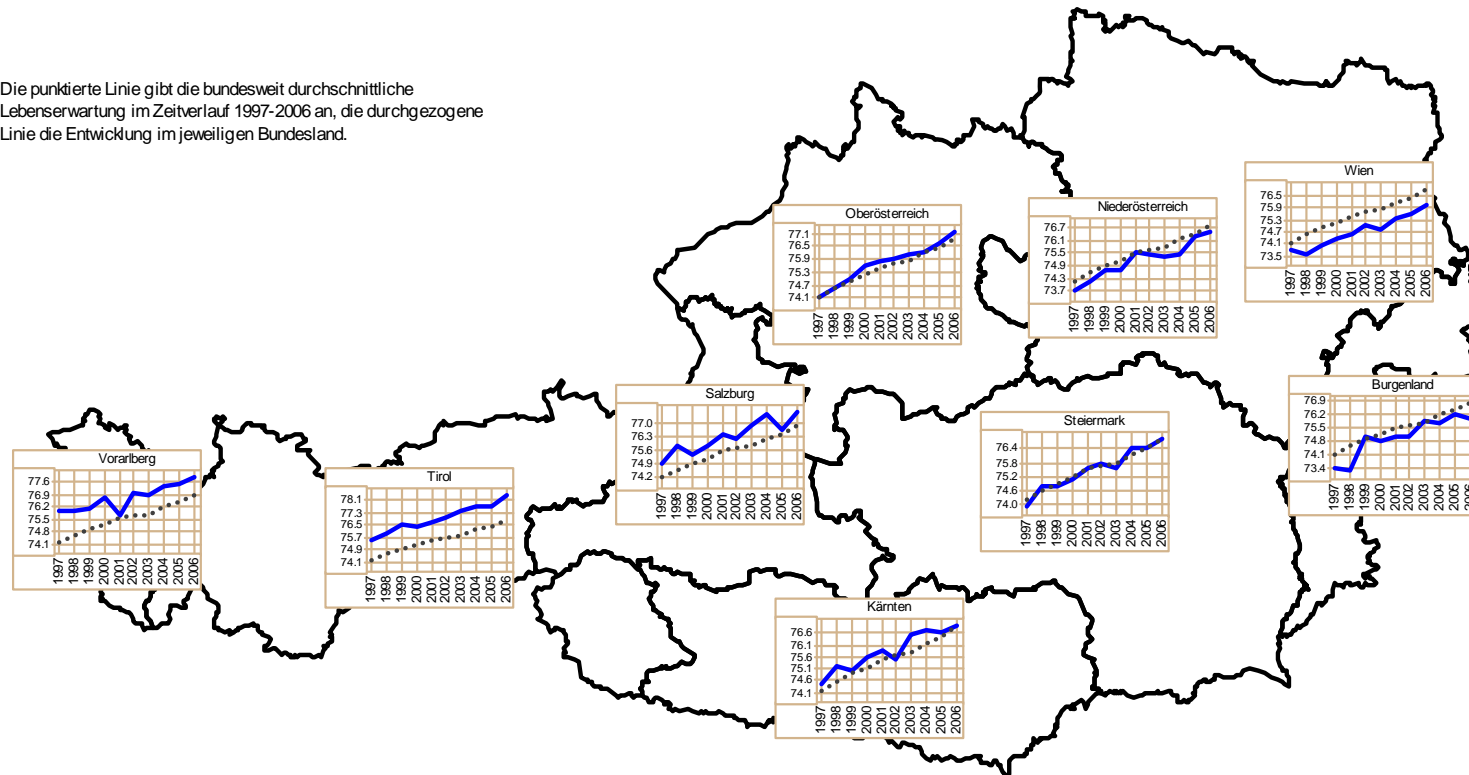 Die punktierte Linie gibt die bundesweit durchschnittliche
Lebenserwartung im Zeitverlauf 1997-2006 an, die durchgezogene
Linie die Entwicklung im jeweiligen Bundesland.
Wien
76.5
75.9
75.3
74.7
74.1
73.5
1997 1998 1999 2000 2001 2002 2003 2004 2005 2006
Niederösterreich
76.7
76.1
75.5
74.9
74.3
73.7
1997 1998 1999 2000 2001 2002 2003 2004 2005 2006
Oberösterreich
77.1
76.5
75.9
75.3
74.7
74.1
1997 1998 1999 2000 2001 2002 2003 2004 2005 2006
Burgenland
76.9
76.2
75.5
74.8
74.1
73.4
1997 1998 1999 2000 2001 2002 2003 2004 2005 2006
Salzburg
77.0
76.3
75.6
74.9
74.2
1997 1998 1999 2000 2001 2002 2003 2004 2005 2006
Steiermark
76.4
75.8
75.2
74.6
74.0
1997 1998 1999 2000 2001 2002 2003 2004 2005 2006
Vorarlberg
77.6
76.9
76.2
75.5
74.8
74.1
1997 1998 1999 2000 2001 2002 2003 2004 2005 2006
Tirol
78.1
77.3
76.5
75.7
74.9
74.1
1997 1998 1999 2000 2001 2002 2003 2004 2005 2006
Kärnten
76.6
76.1
75.6
75.1
74.6
74.1
1997 1998 1999 2000 2001 2002 2003 2004 2005 2006